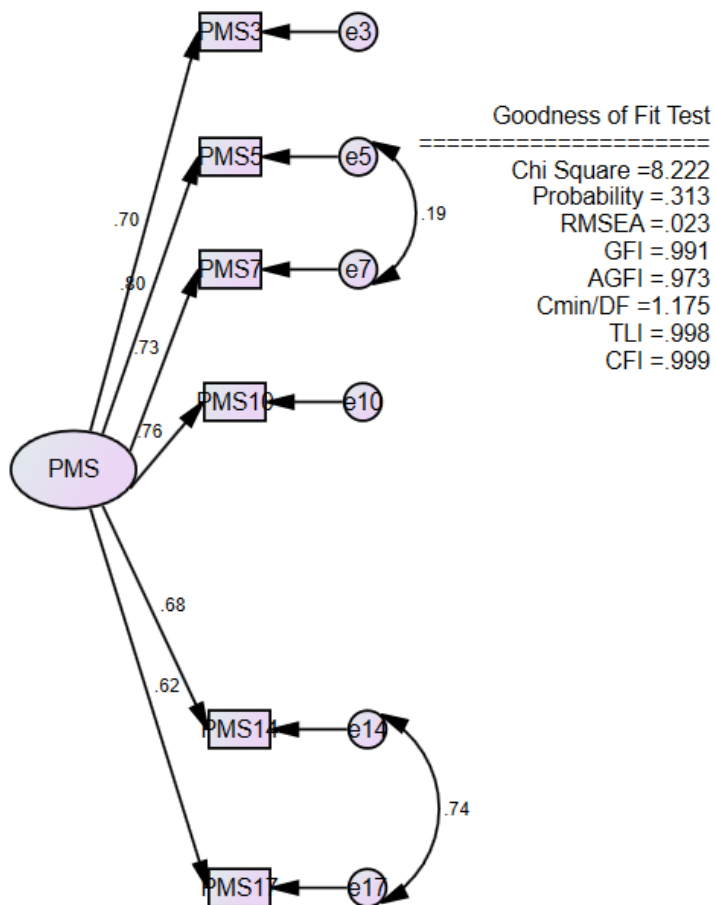 PMS3
e3
Goodness of Fit Test
=====================
PMS5
e5
Chi Square =8.222
Probability =.313
.70
.19
RMSEA =.023
GFI =.991
.80
PMS7
e7
AGFI =.973
Cmin/DF =1.175
.73
TLI =.998
CFI =.999
PMS10
e10
.76
PMS
.68
.62
PMS14
e14
.74
PMS17
e17